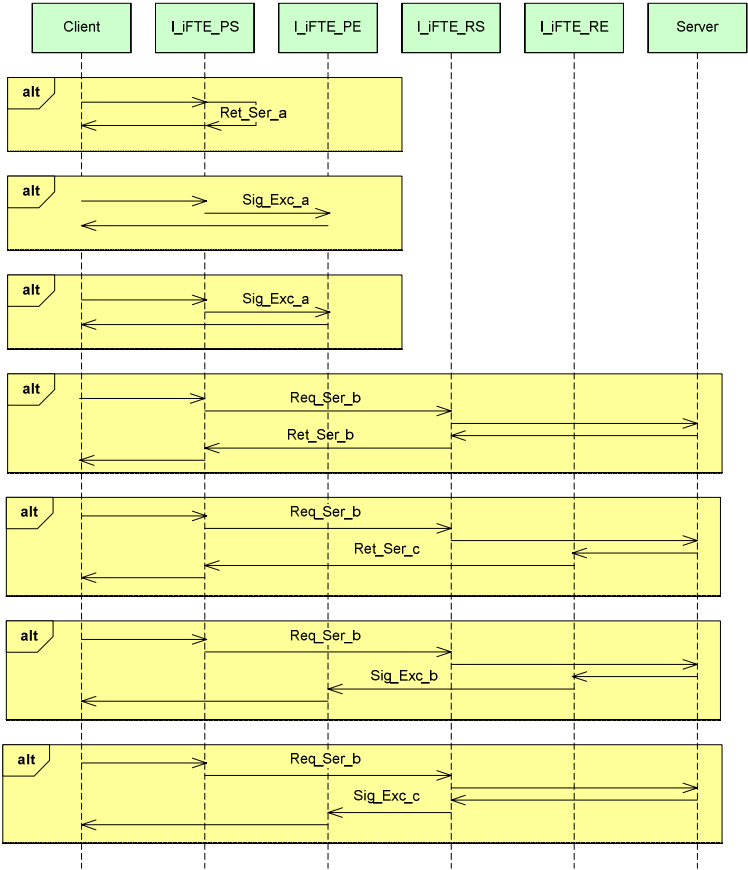 Client I_iFTE_PS I_iFTE_PE I_iFTE_RS I_iFTE_RE Server
alt
Ret_Ser_a
alt
Sig_Exc_a
alt
Sig_Exc_a
alt
Req_Ser_b
Ret_Ser_b
alt
Req_Ser_b
Ret_Ser_c
alt
Req_Ser_b
Sig_Exc_b
alt
Req_Ser_b
Sig_Exc_c